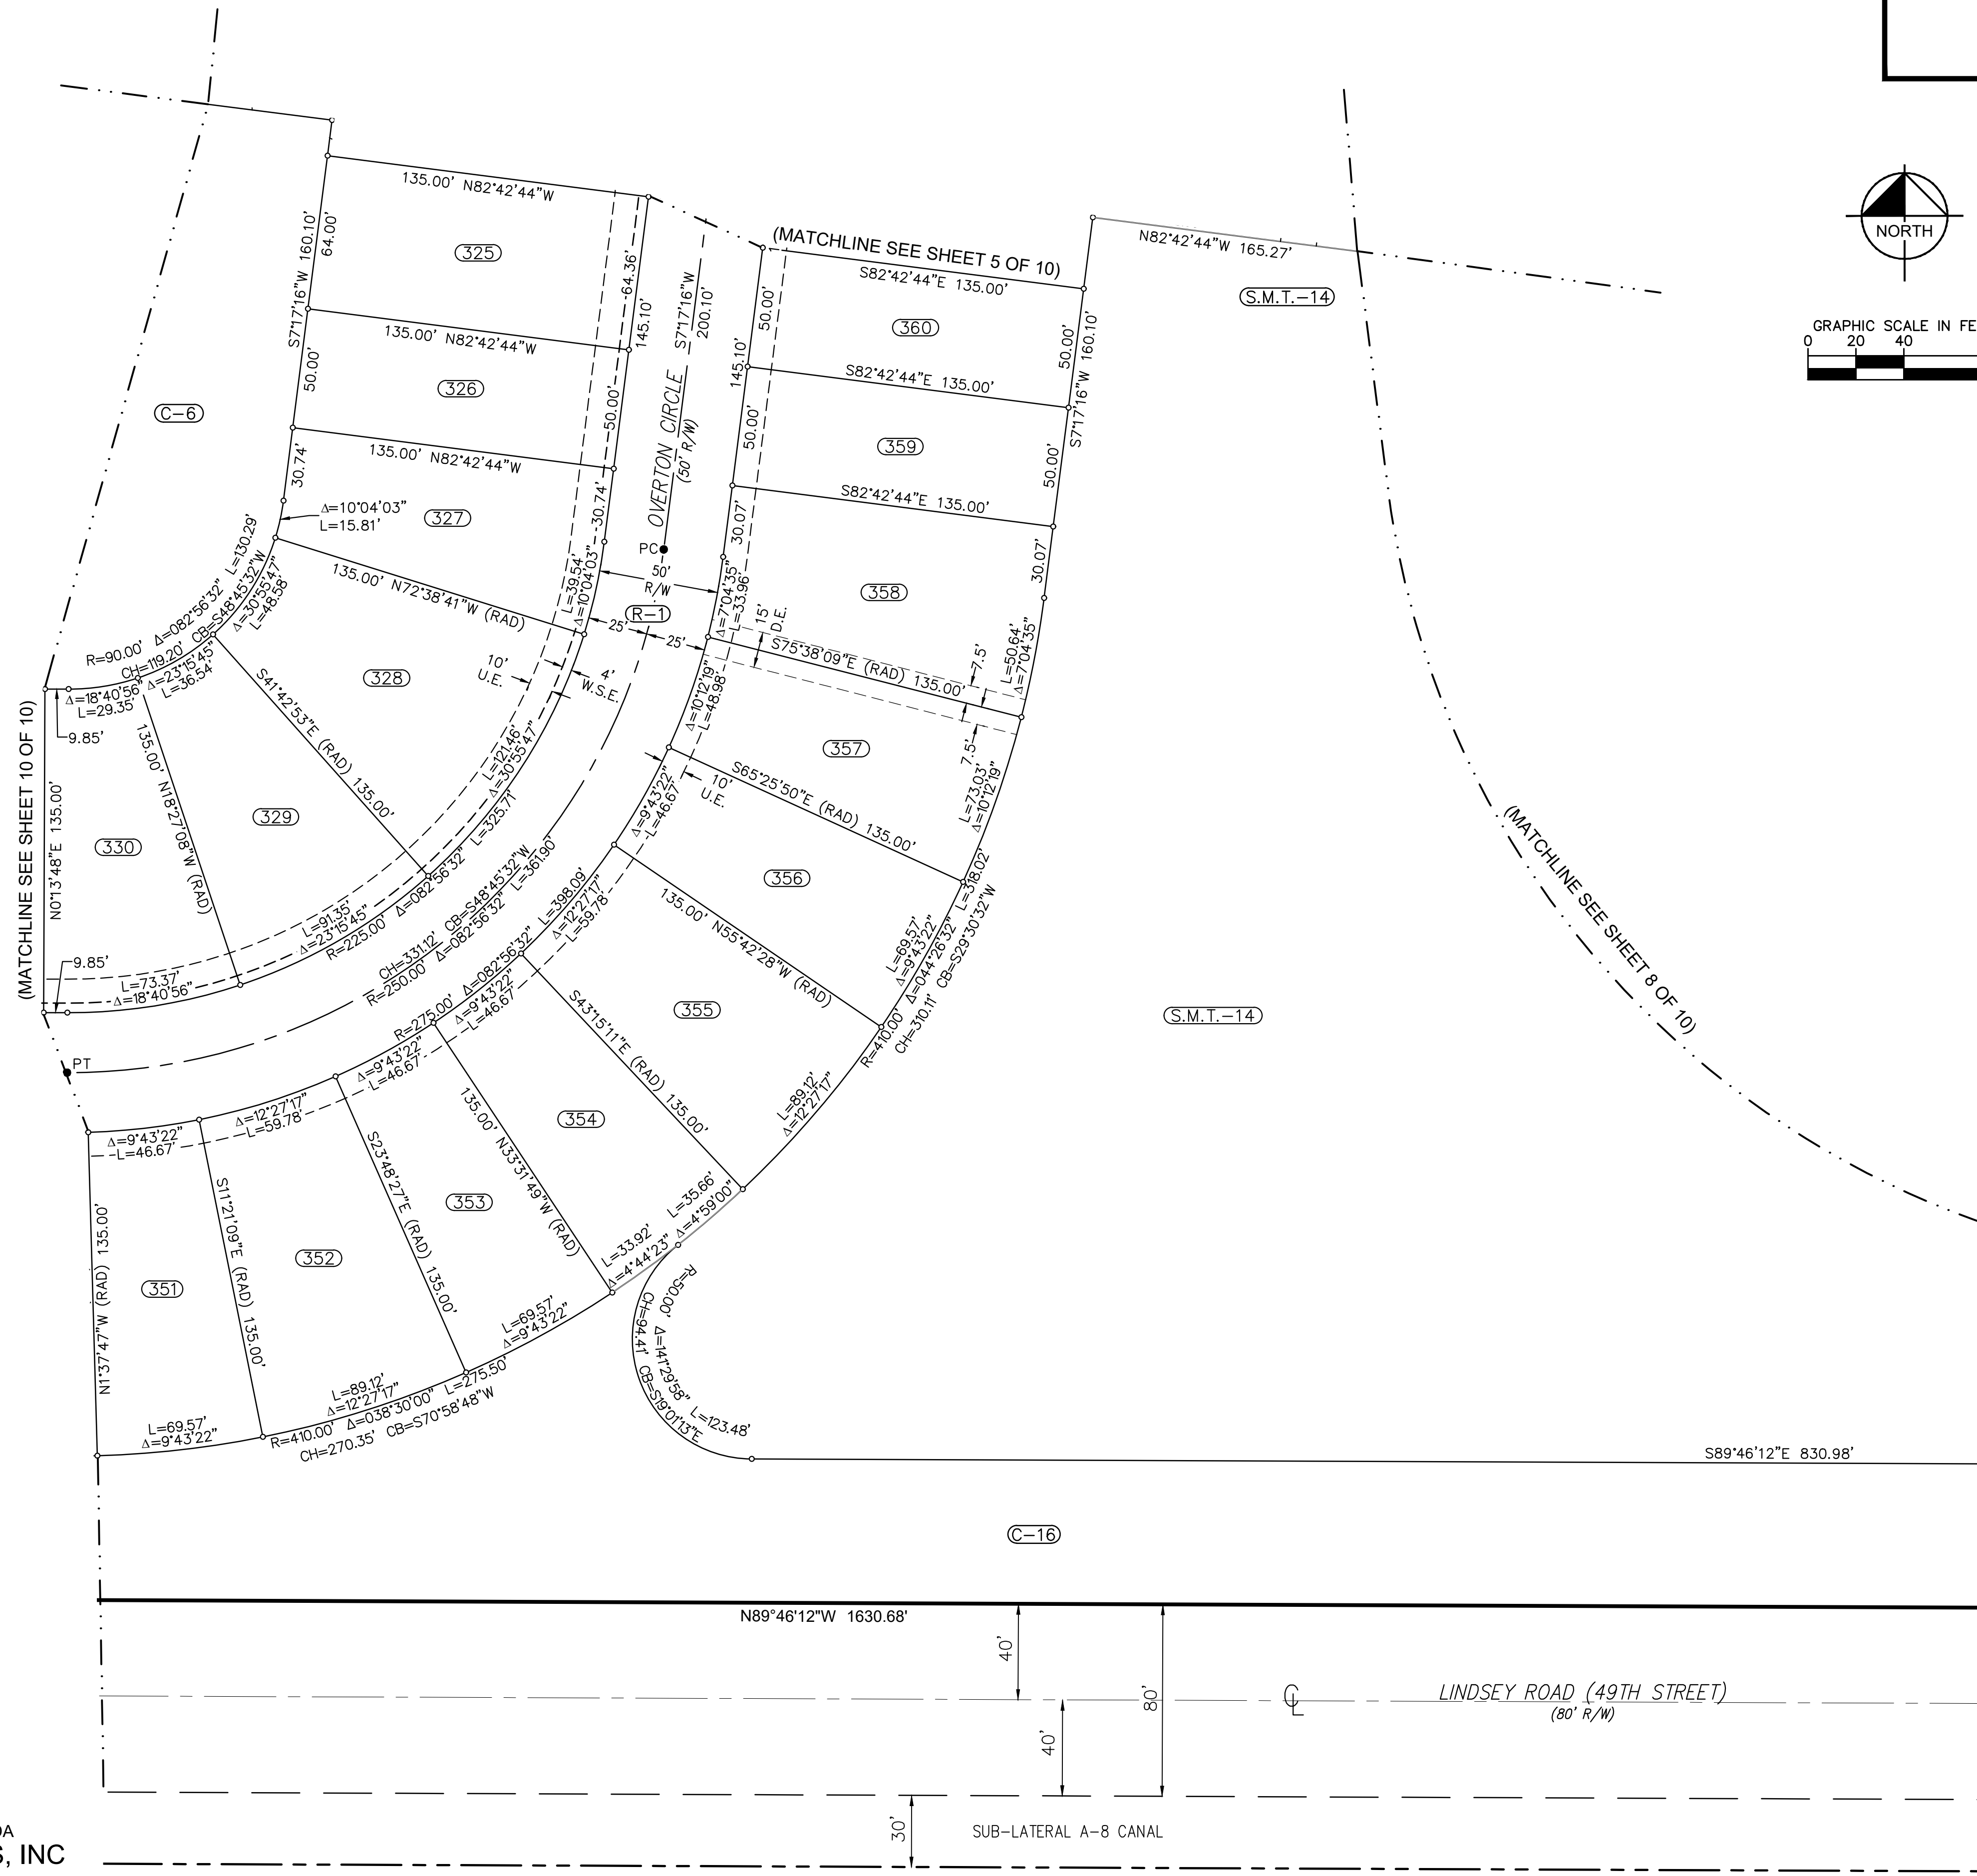 NORTH
GRAPHIC SCALE IN FE
0 20 40
135.00' N82°42'44"W
S7°17'16"W 160.10'
64.00'
325
64.36'
145.10'
S7°17'16"W
200.10'
(MATCHLINE SEE SHEET 5 OF 10)
N82°42'44"W 165.27'
S82°42'44"E 135.00'
S.M.T.-14
50.00'
360
50.00'
S7°17'16"W 160.10'
135.00' N82°42'44"W
50.00'
326
50.00'
145.10'
S82°42'44"E 135.00'
C-6
OVERTON CIRCLE
(50' R/W)
50.00'
359
50.00'
135.00' N82°42'44"W
30.74'
327
30.74'
S82°42'44"E 135.00'
Δ=10°04'03"
L=15.81'
PC
30.07'
358
30.07'
135.00' N72°38'41"W (RAD)
L=39.54'
Δ=10°04'03"
50'
R/W
R-1
25'
25'
Δ=7°04'35"
L=33.96'
15'
D.E.
S75°38'09"E (RAD) 135.00'
7.5'
L=50.64'
Δ=7°04'35"
R=90.00' Δ=082°56'32" L=130.29'
CH=119.20' CB=S48°45'32"W
Δ=30°55'47"
L=48.58'
Δ=23°15'45"
L=36.54'
Δ=18°40'56"
L=29.35'
9.85'
328
10'
U.E.
4'
W.S.E.
Δ=10°12'19"
L=48.98'
357
7.5'
L=73.03'
Δ=10°12'19"
S41°42'53"E (RAD) 135.00'
135.00' N18°27'08"W (RAD)
(MATCHLINE SEE SHEET 10 OF 10)
N0°13'48"E 135.00'
330
329
L=121.46'
Δ=30°55'47"
R=225.00' Δ=082°56'32" L=325.71'
10'
U.E.
Δ=9°43'22"
L=46.67'
S65°25'50"E (RAD) 135.00'
(MATCHLINE SEE SHEET 8 OF 10)
L=91.35'
Δ=23°15'45"
9.85'
L=73.37'
Δ=18°40'56"
CH=331.12' CB=S48°45'32"W
R=250.00' Δ=082°56'32" L=361.90'
R=275.00' Δ=082°56'32" L=398.09'
Δ=12°27'17"
L=59.78'
356
135.00' N55°42'28"W (RAD)
L=69.57'
Δ=9°43'22"
R=410.00' Δ=044°26'32" L=318.02'
CH=310.11' CB=S29°30'32"W
S.M.T.-14
355
S43°15'11"E (RAD) 135.00'
Δ=9°43'22"
L=46.67'
PT
Δ=9°43'22"
L=46.67'
Δ=12°27'17"
L=59.78'
Δ=9°43'22"
L=46.67'
L=89.12'
Δ=12°27'17"
354
135.00' N33°31'49"W (RAD)
353
S23°48'27"E (RAD) 135.00'
352
S11°21'09"E (RAD) 135.00'
351
N1°37'47"W (RAD) 135.00'
L=35.66'
Δ=4°59'00"
L=33.92'
Δ=4°44'23"
R=50.00' Δ=141°29'58" L=123.48'
CH=94.41' CB=S19°01'13"E
L=69.57'
Δ=9°43'22"
L=89.12'
Δ=12°27'17"
R=410.00' Δ=038°30'00" L=275.50'
CH=270.35' CB=S70°58'48"W
L=69.57'
Δ=9°43'22"
S89°46'12"E 830.98'
C-16
N89°46'12"W 1630.68'
40'
80'
40'
LINDSEY ROAD (49TH STREET)
(80' R/W)
CL
30'
SUB-LATERAL A-8 CANAL
DA
S, INC